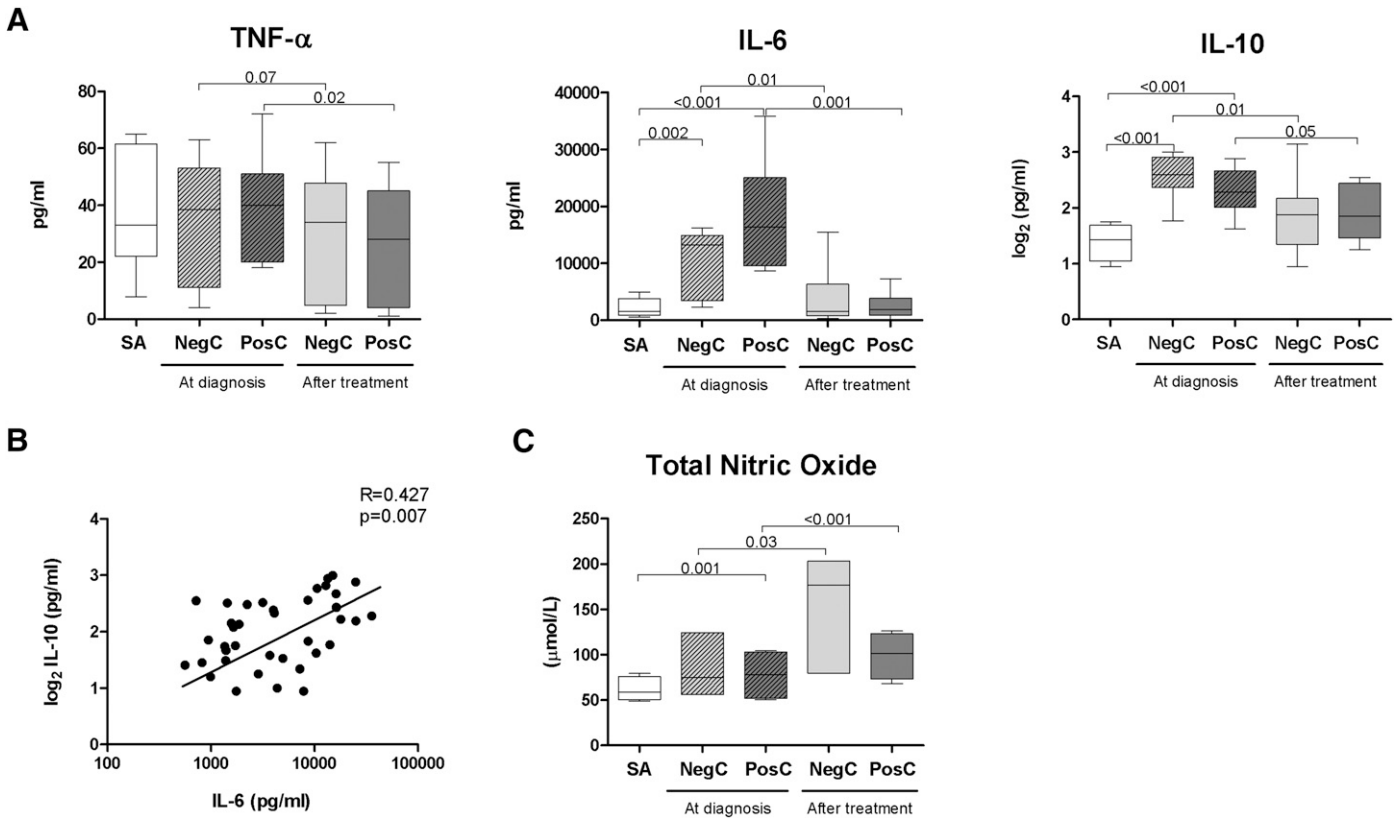 A
TNF-α
0.07
0.02
80
60
40
20
0
pg/ml
SA NegC PosC NegC PosC
At diagnosis After treatment
IL-6
0.01
<0.001 0.001
0.002
40000
30000
20000
10000
0
pg/ml
SA NegC PosC NegC PosC
At diagnosis After treatment
IL-10
<0.001
0.01
<0.001 0.05
4
3
2
1
0
log2 (pg/ml)
SA NegC PosC NegC PosC
At diagnosis After treatment
B
R=0.427
p=0.007
4
3
2
1
0
log2 IL-10 (pg/ml)
100 1000 10000 100000
IL-6 (pg/ml)
C
Total Nitric Oxide
<0.001
0.03
0.001
250
200
150
100
50
0
(μmol/L)
SA NegC PosC NegC PosC
At diagnosis After treatment